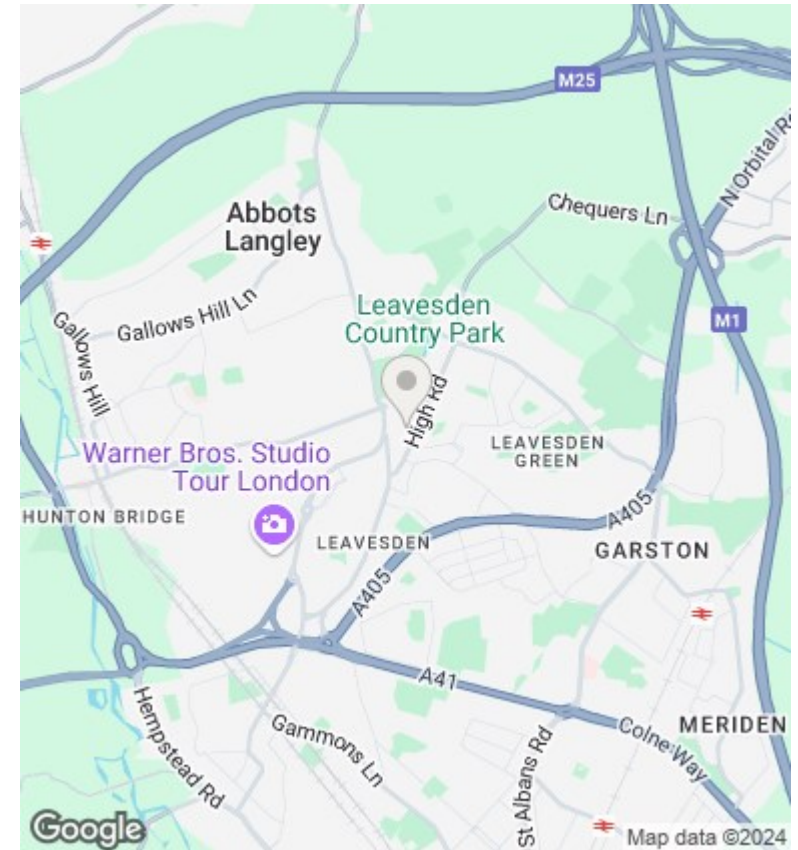 M25
N Orbital Rd
Abbots
Langley
Chequers Ln
Gallows Hill Ln
Leavesden
Country Park
M1
Gallows Hill
High Rd
LEAVESDEN
GREEN
Warner Bros. Studio
Tour London
A405
HUNTON BRIDGE
LEAVESDEN
GARSTON
A405
A41
Hempstead Rd
Gammons Ln
St Albans Rd
Colne Way
MERIDEN
Google
Map data ©2024